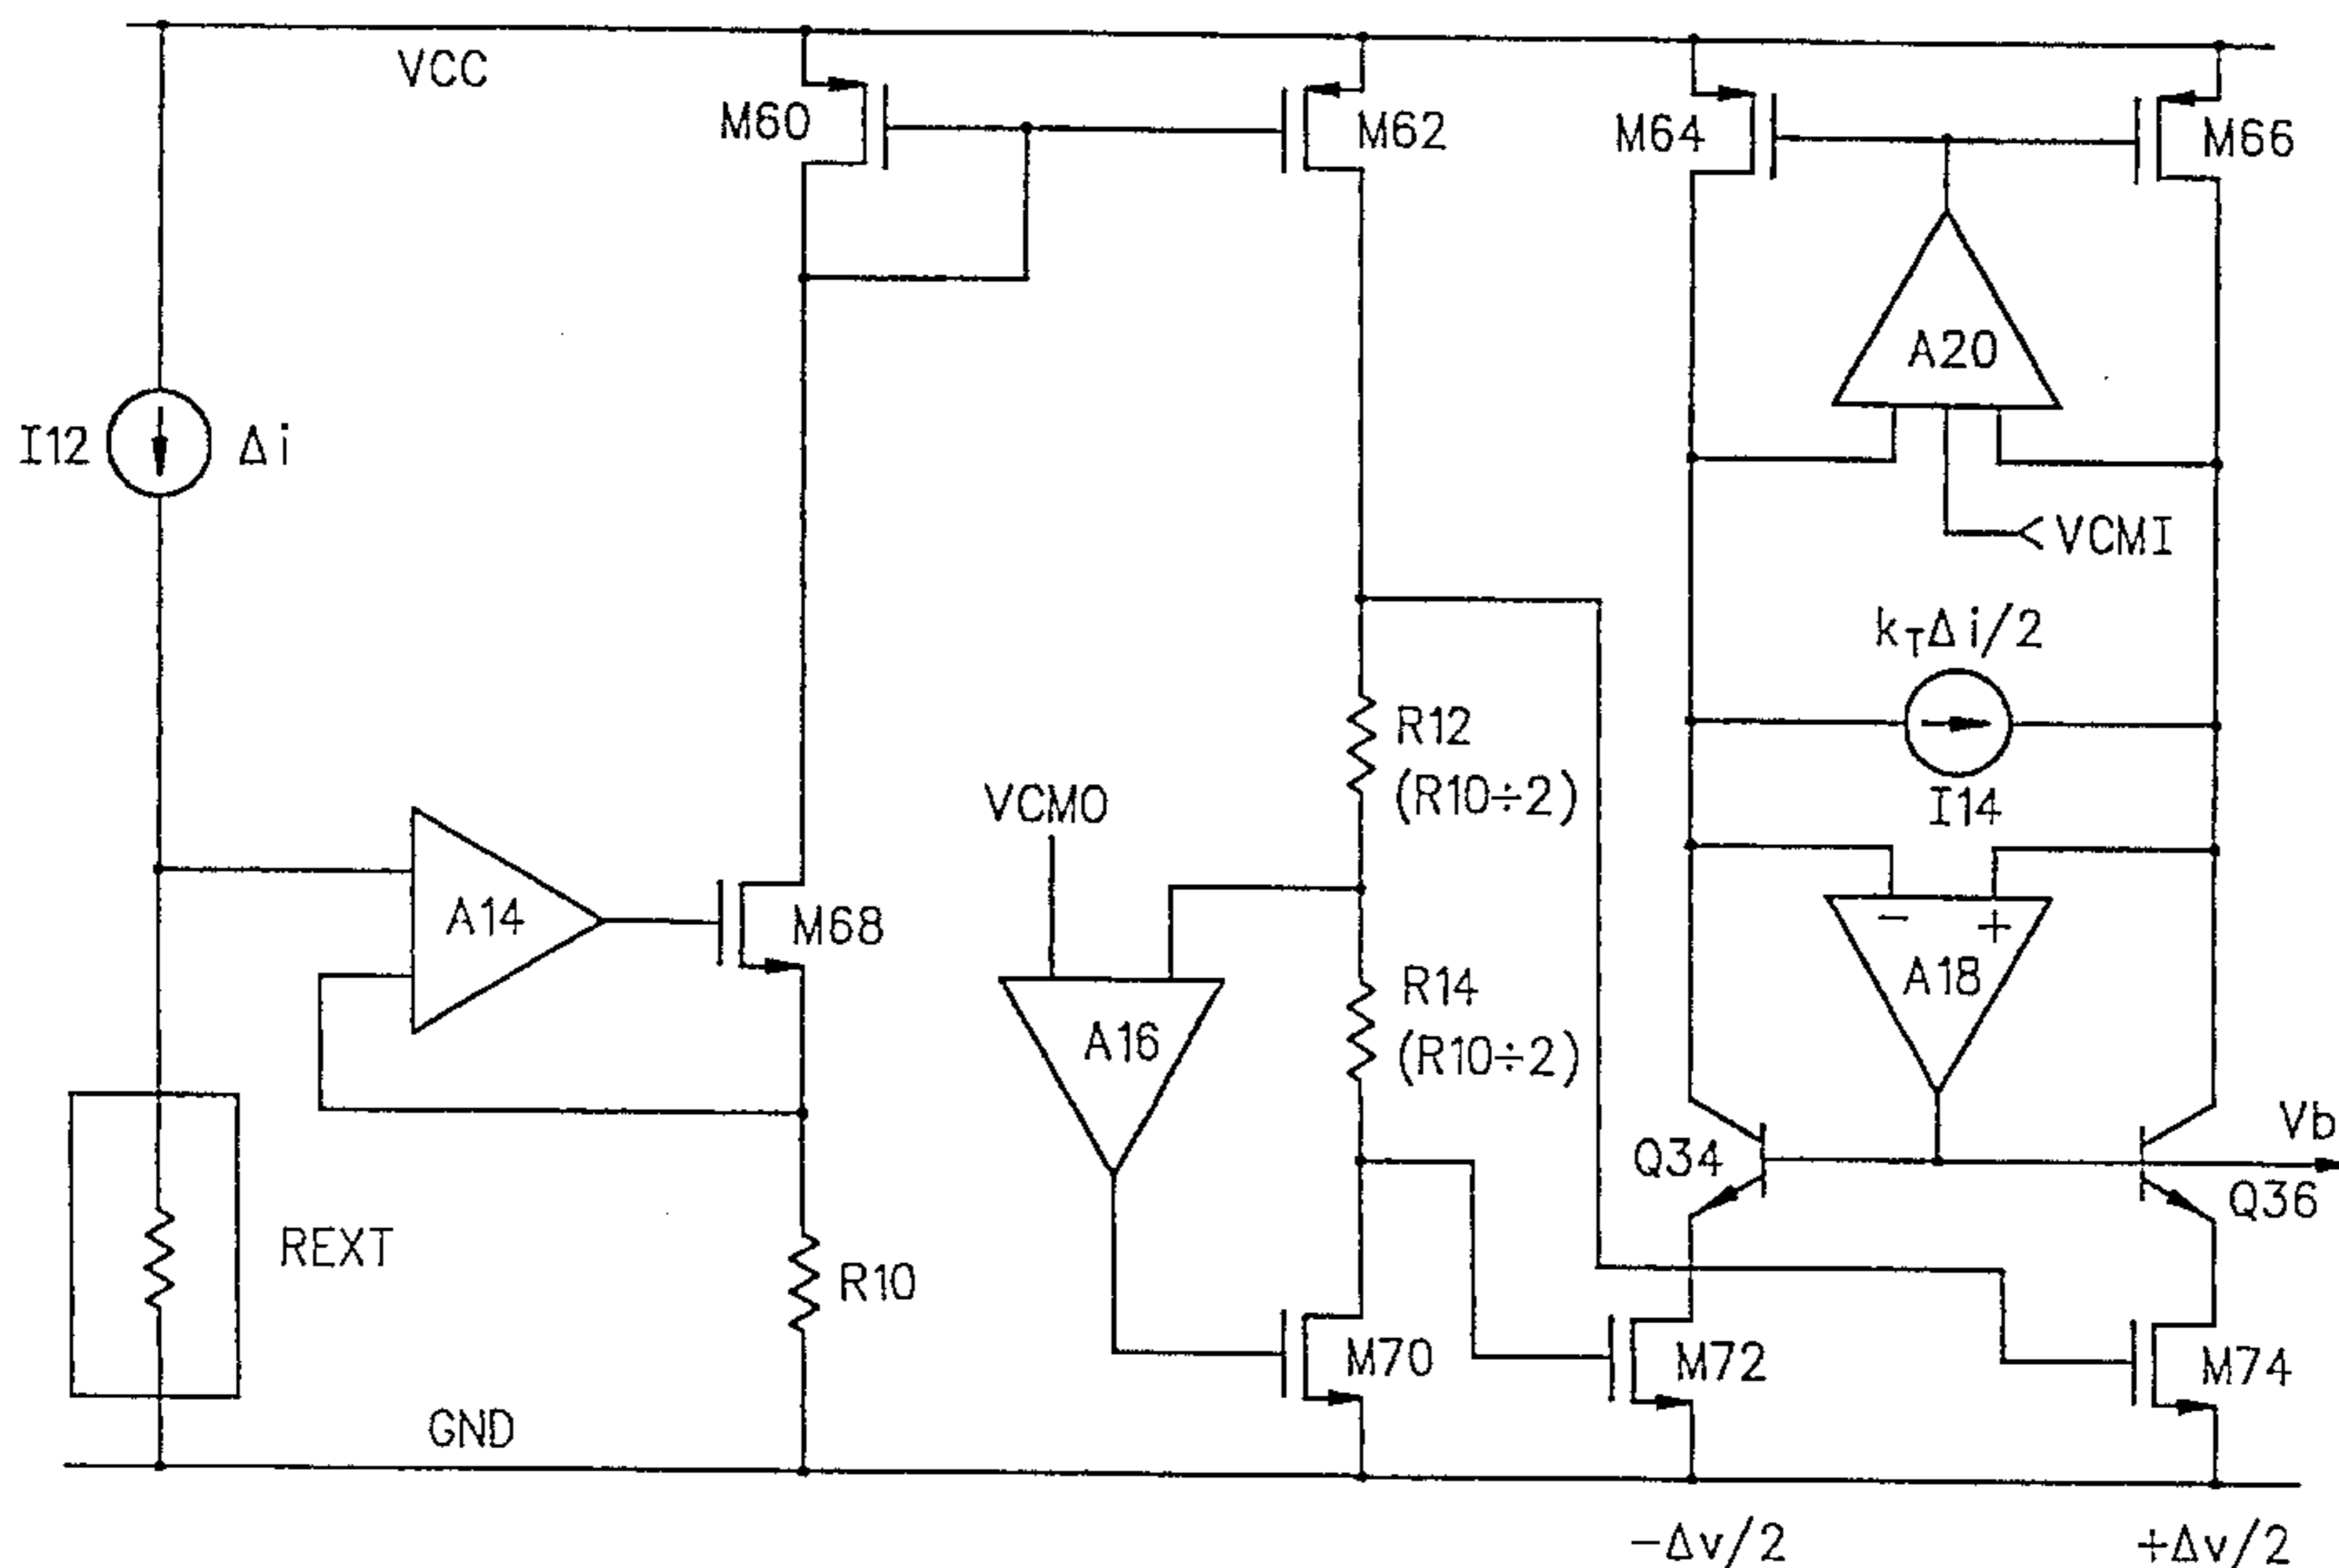 VCC
M60
M62
M64
M66
A20
I12
Δi
VCMI
kTΔi/2
R12
(R10÷2)
VCMO
I14
A14
M68
R14
(R10÷2)
A16
- +
A18
Vb
Q34
Q36
REXT
R10
M70
M72
M74
GND
-Δv/2
+Δv/2